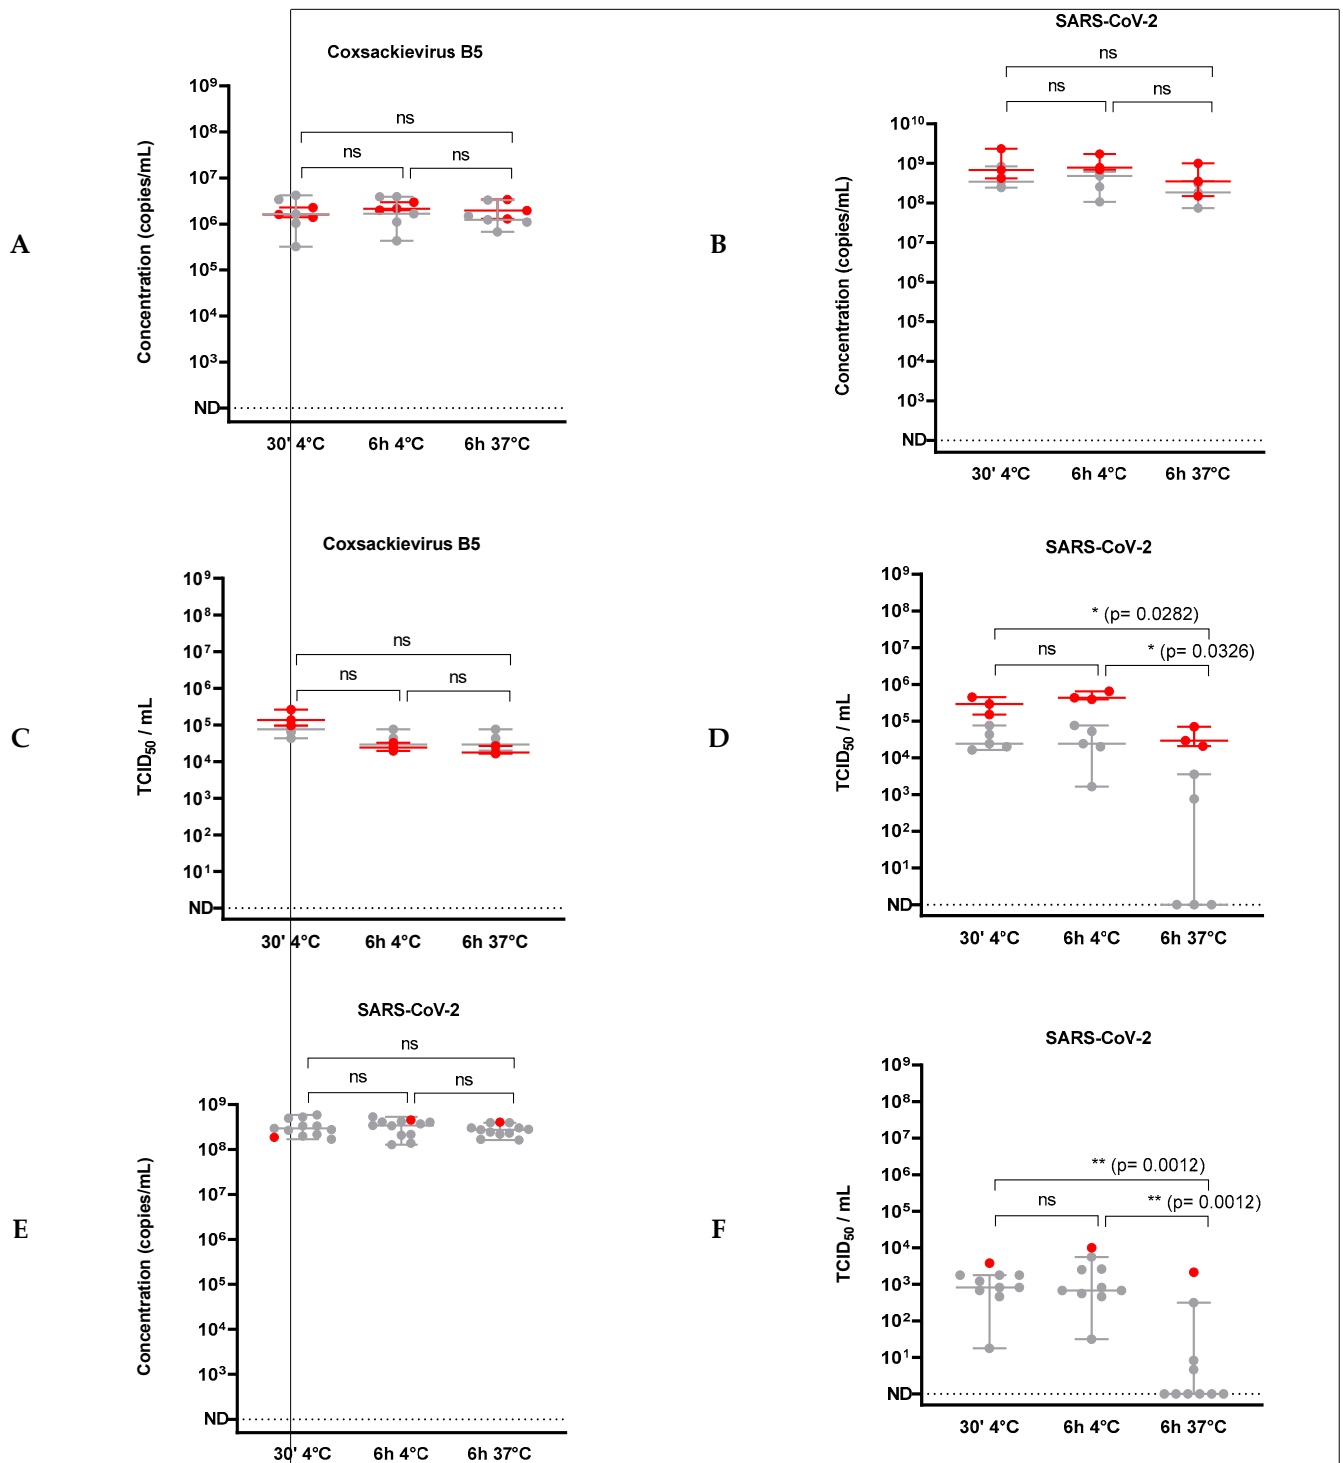 A
Coxsackievirus B5
Concentration (copies/mL)
10⁹
10⁸
10⁷
10⁶
10⁵
10⁴
10³
ND
ns
ns
ns
30' 4°C
6h 4°C
6h 37°C
B
SARS-CoV-2
Concentration (copies/mL)
10¹⁰
10⁹
10⁸
10⁷
10⁶
10⁵
10⁴
10³
ND
ns
ns
ns
30' 4°C
6h 4°C
6h 37°C
C
Coxsackievirus B5
TCID₅₀ / mL
10⁹
10⁸
10⁷
10⁶
10⁵
10⁴
10³
10²
10¹
ND
ns
ns
ns
30' 4°C
6h 4°C
6h 37°C
D
SARS-CoV-2
TCID₅₀ / mL
10⁹
10⁸
10⁷
10⁶
10⁵
10⁴
10³
10²
10¹
ND
* (p= 0.0282)
ns
* (p= 0.0326)
30' 4°C
6h 4°C
6h 37°C
E
SARS-CoV-2
Concentration (copies/mL)
10⁹
10⁸
10⁷
10⁶
10⁵
10⁴
10³
ND
ns
ns
ns
30' 4°C
6h 4°C
6h 37°C
F
SARS-CoV-2
TCID₅₀ / mL
10⁹
10⁸
10⁷
10⁶
10⁵
10⁴
10³
10²
10¹
ND
** (p= 0.0012)
ns
** (p= 0.0012)
30' 4°C
6h 4°C
6h 37°C